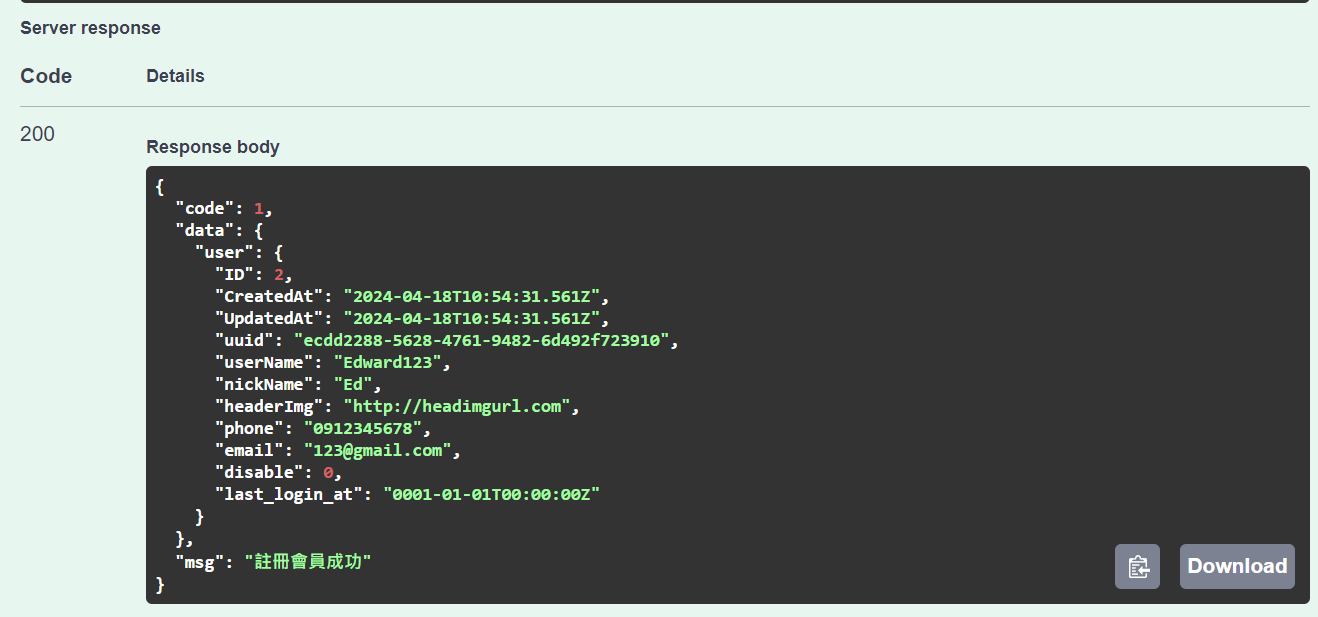 Server response
Code Details
200
Response body
{
  "code": 1,
  "data": {
    "user": {
      "ID": 2,
      "CreatedAt": "2024-04-18T10:54:31.561Z",
      "UpdatedAt": "2024-04-18T10:54:31.561Z",
      "uuid": "ecdd2288-5628-4761-9482-6d492f723910",
      "userName": "Edward123",
      "nickName": "Ed",
      "headerImg": "http://headimgurl.com",
      "phone": "0912345678",
      "email": "123@gmail.com",
      "disable": 0,
      "last_login_at": "0001-01-01T00:00:00Z"
    }
  },
  "msg": "註冊會員成功"
}
Download